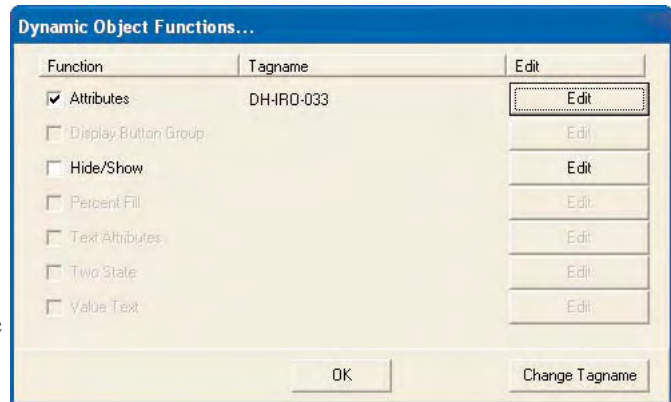 Dynamic Object Functions...
Function Tagname Edit
Attributes DH-IRO-033 Edit
Display Button Group Edit
Hide/Show Edit
Percent Fill Edit
Text Attributes Edit
Two State Edit
Value Text Edit
OK Change Tagname